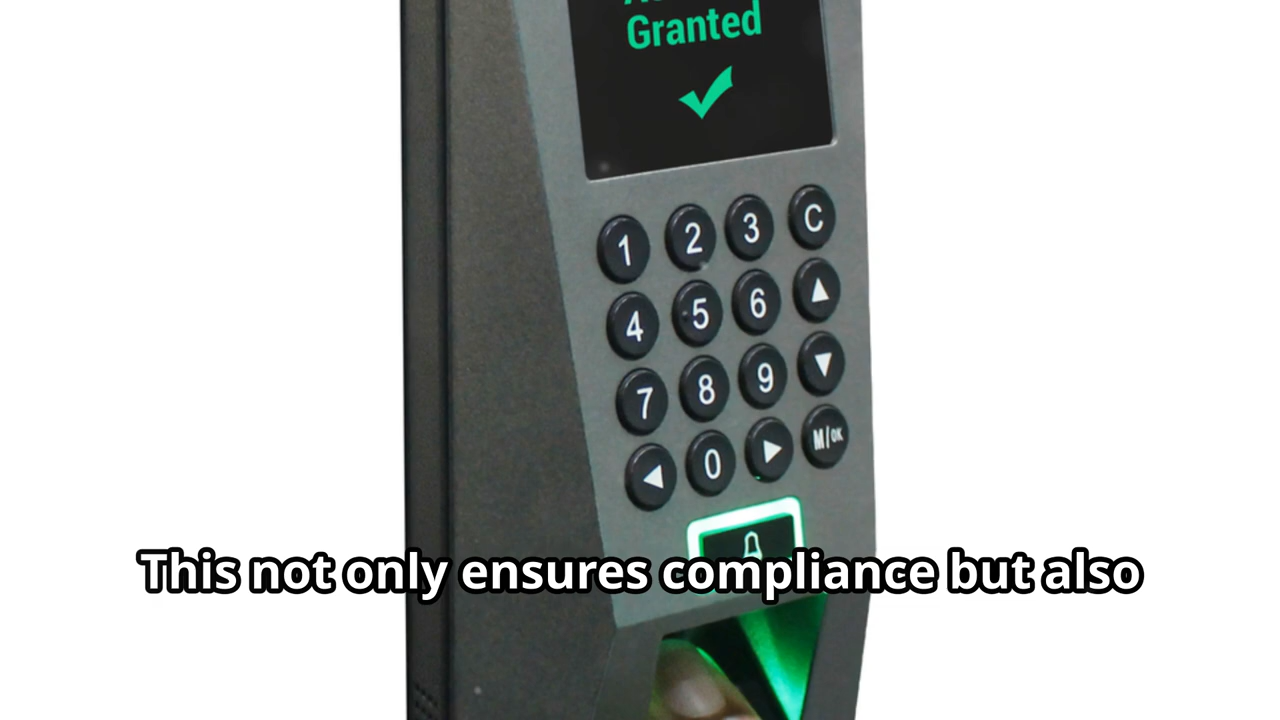 Granted
1 2 3 C
4 5 6
7 8 9
0 M/OK
This not only ensures compliance but also